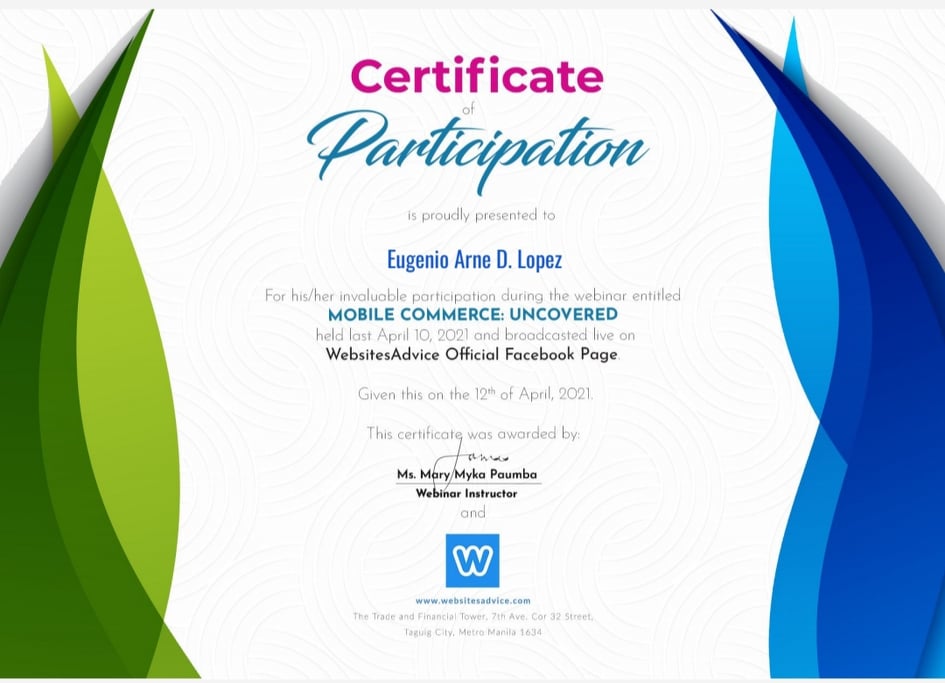 Certificate
of
Participation
is proudly presented to
Eugenio Arne D. Lopez
For his/her invaluable participation during the webinar entitled
MOBILE COMMERCE: UNCOVERED
held last April 10, 2021 and broadcasted live on
WebsitesAdvice Official Facebook Page.
Given this on the 12th of April, 2021.
This certificate was awarded by:
Ms. Mary Myka Paumba
Webinar Instructor
and
W
www.websitesadvice.com
The Trade and Financial Tower, 7th Ave. Cor 32 Street,
Taguig City, Metro Manila 1634